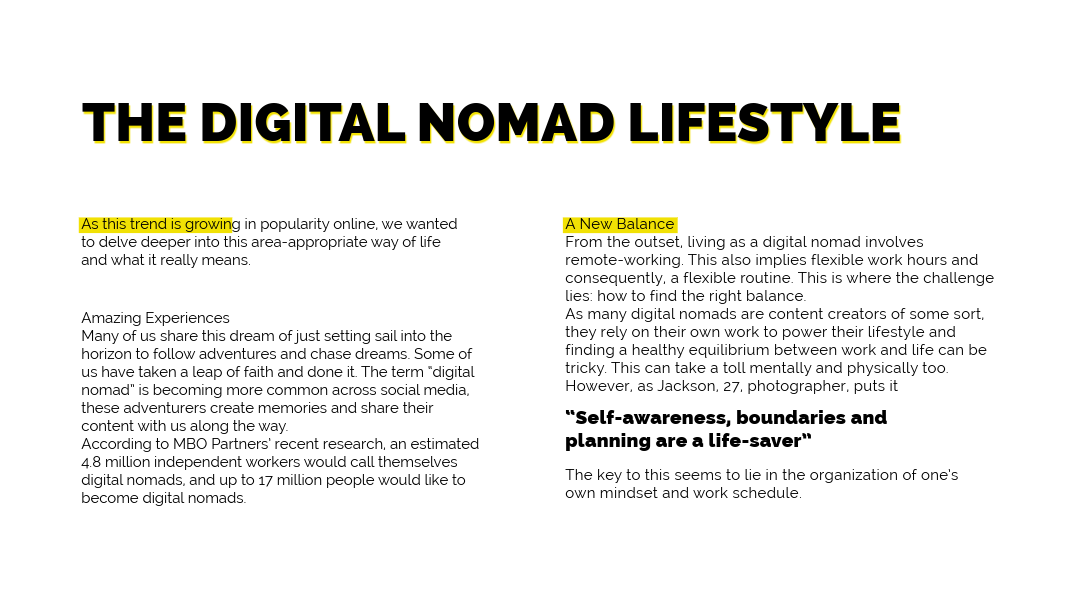 THE DIGITAL NOMAD LIFESTYLE
As this trend is growing in popularity online, we wanted
to delve deeper into this area-appropriate way of life
and what it really means.
Amazing Experiences
Many of us share this dream of just setting sail into the
horizon to follow adventures and chase dreams. Some of
us have taken a leap of faith and done it. The term “digital
nomad” is becoming more common across social media,
these adventurers create memories and share their
content with us along the way.
According to MBO Partners’ recent research, an estimated
4.8 million independent workers would call themselves
digital nomads, and up to 17 million people would like to
become digital nomads.
A New Balance
From the outset, living as a digital nomad involves
remote-working. This also implies flexible work hours and
consequently, a flexible routine. This is where the challenge
lies: how to find the right balance.
As many digital nomads are content creators of some sort,
they rely on their own work to power their lifestyle and
finding a healthy equilibrium between work and life can be
tricky. This can take a toll mentally and physically too.
However, as Jackson, 27, photographer, puts it
“Self-awareness, boundaries and
planning are a life-saver“
The key to this seems to lie in the organization of one’s
own mindset and work schedule.